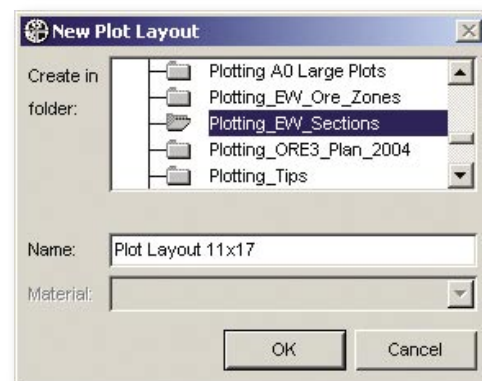 New Plot Layout
Create in folder:
Plotting A0 Large Plots
Plotting_EW_Ore_Zones
Plotting_EW_Sections
Plotting_ORE3_Plan_2004
Plotting_Tips
Name: Plot Layout 11x17
Material:
OK Cancel